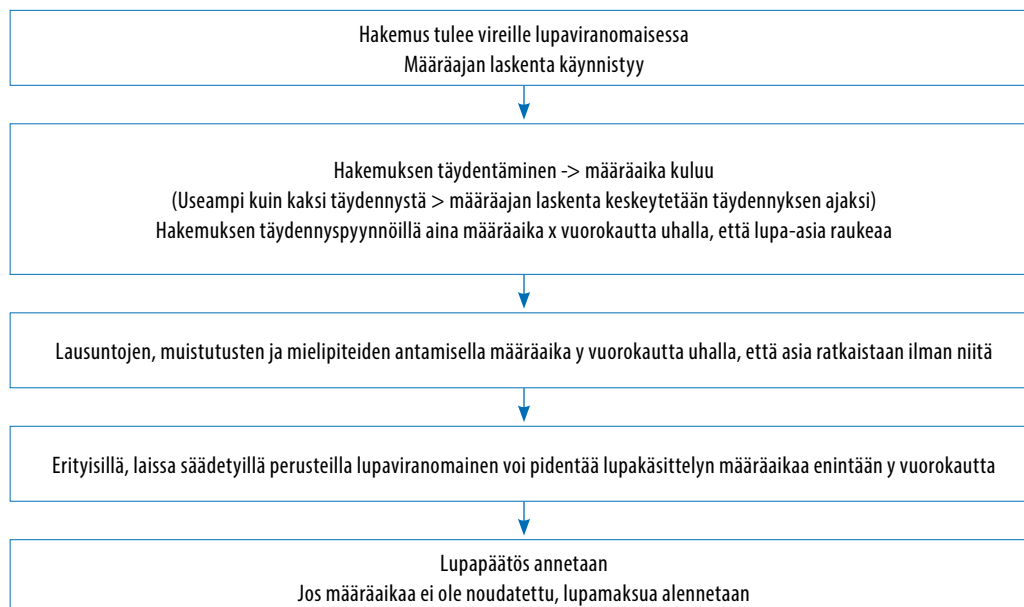 Hakemus tulee vireille lupaviranomaisessa
Määräajan laskenta käynnistyy
Hakemuksen täydentäminen -> määräaika kuluu
(Useampi kuin kaksi täydennystä > määräajan laskenta keskeytetään täydennyksen ajaksi)
Hakemuksen täydennyspyynnöillä aina määräaika x vuorokautta uhalla, että lupa-asia raukeaa
Lausuntojen, muistutusten ja mielipiteiden antamisella määräaika y vuorokautta uhalla, että asia ratkaistaan ilman niitä
Erityisillä, laissa säädetyillä perusteilla lupaviranomainen voi pidentää lupakäsittelyn määräaikaa enintään y vuorokautta
Lupapäätös annetaan
Jos määräaikaa ei ole noudatettu, lupamaksua alennetaan